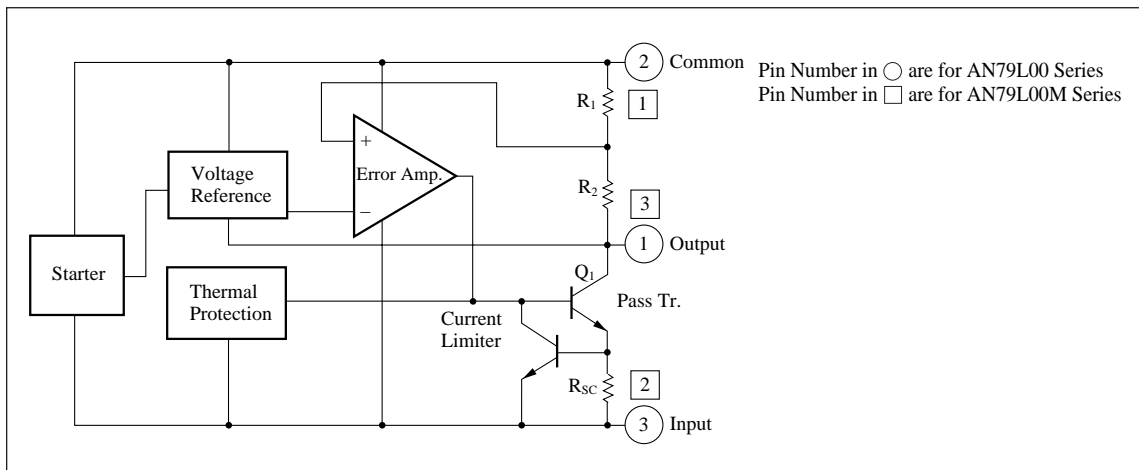 2 Common
Pin Number in ○ are for AN79L00 Series
Pin Number in □ are for AN79L00M Series
R1
1
+
Error Amp.
−
Voltage
Reference
R2
3
1 Output
Starter
Thermal
Protection
Q1
Pass Tr.
Current
Limiter
RSC
2
3 Input